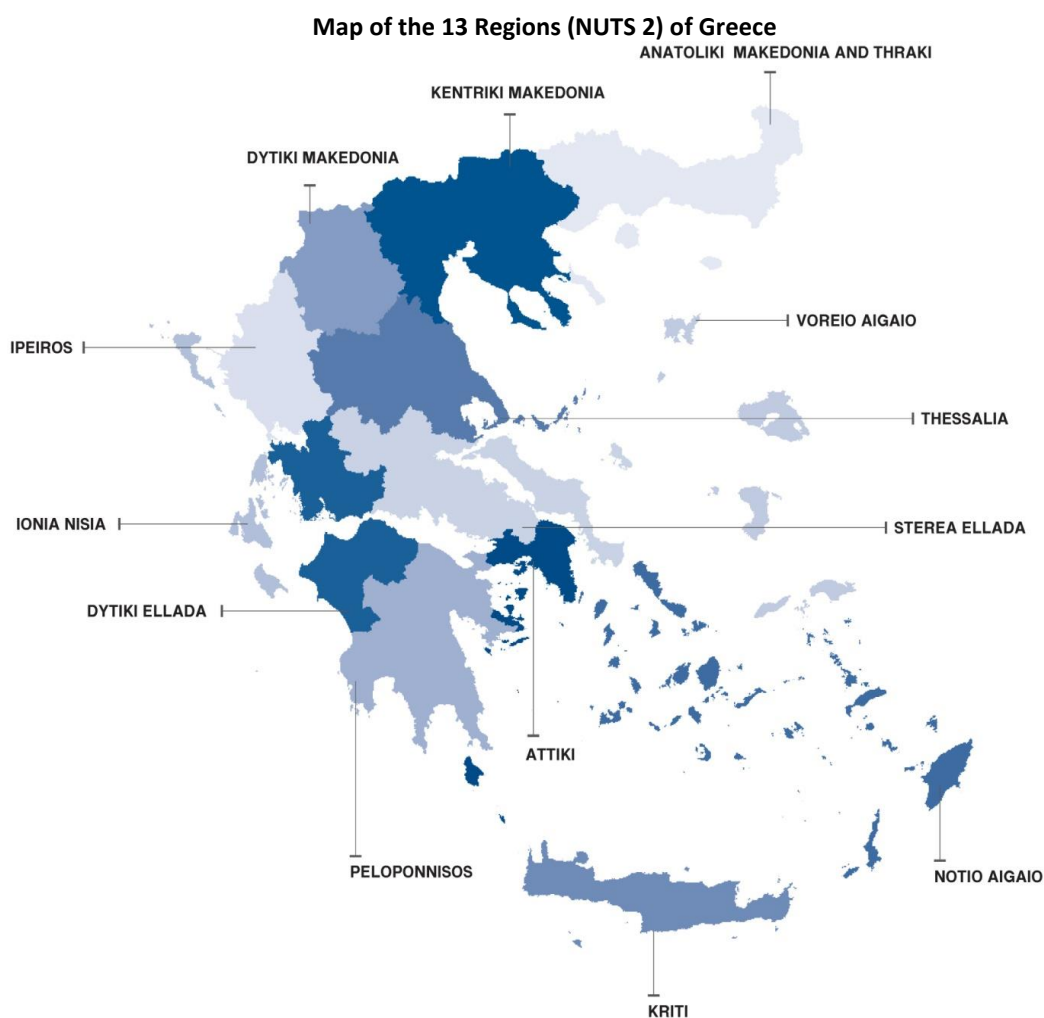 Map of the 13 Regions (NUTS 2) of Greece
ANATOLIKI MAKEDONIA AND THRAKI
KENTRIKI MAKEDONIA
DYTIKI MAKEDONIA
VOREIO AIGAIO
IPEIROS
THESSALIA
IONIA NISIA
STEREA ELLADA
DYTIKI ELLADA
ATTIKI
PELOPONNISOS
NOTIO AIGAIO
KRITI